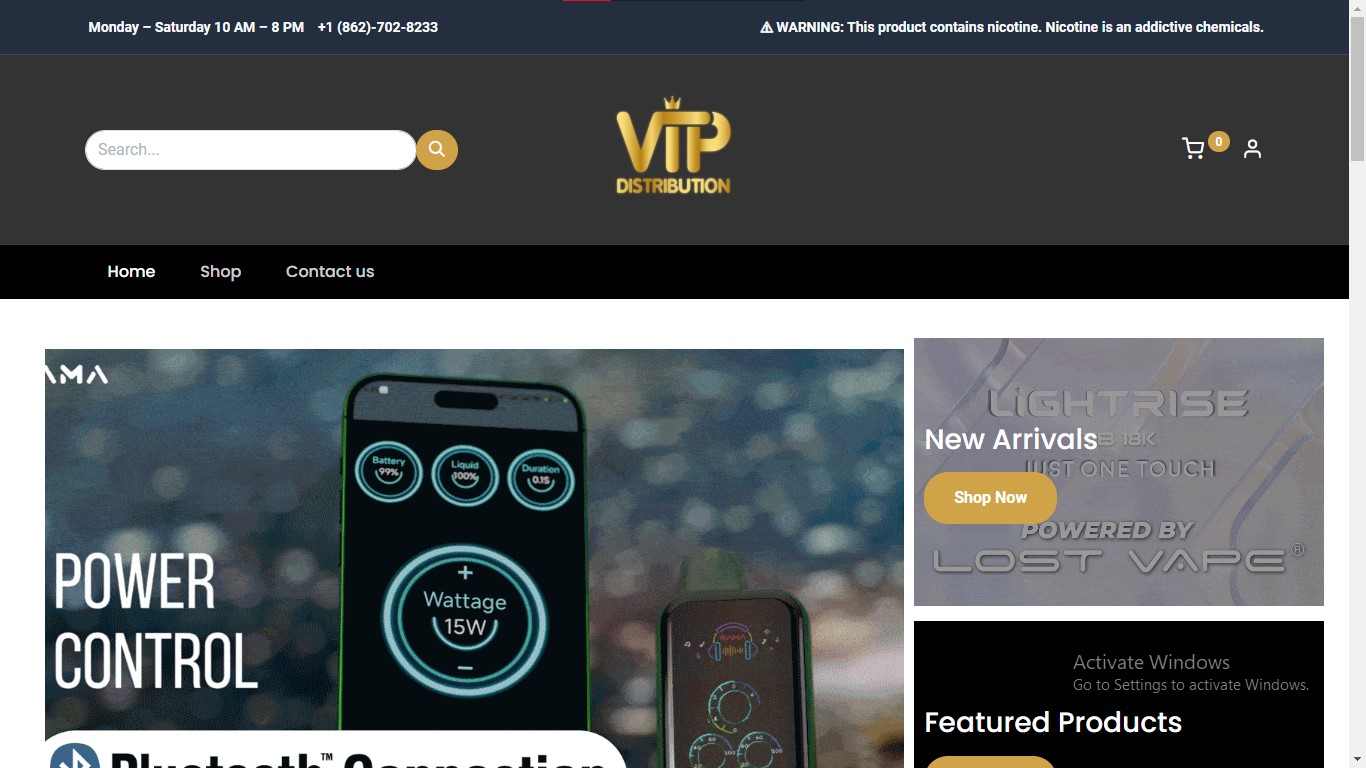 Monday – Saturday 10 AM – 8 PM +1 (862)-702-8233
⚠ WARNING: This product contains nicotine. Nicotine is an addictive chemicals.
Search...
VIP
DISTRIBUTION
0
Home Shop Contact us
AMA
Battery
99%
Liquid
100%
Duration
0.1S
+
Wattage
15W
−
POWER
CONTROL
Bluetooth™ Connection
LIGHTRISE
18K
New Arrivals
JUST ONE TOUCH
Shop Now
POWERED BY
LOST VAPE®
Activate Windows
Go to Settings to activate Windows.
Featured Products